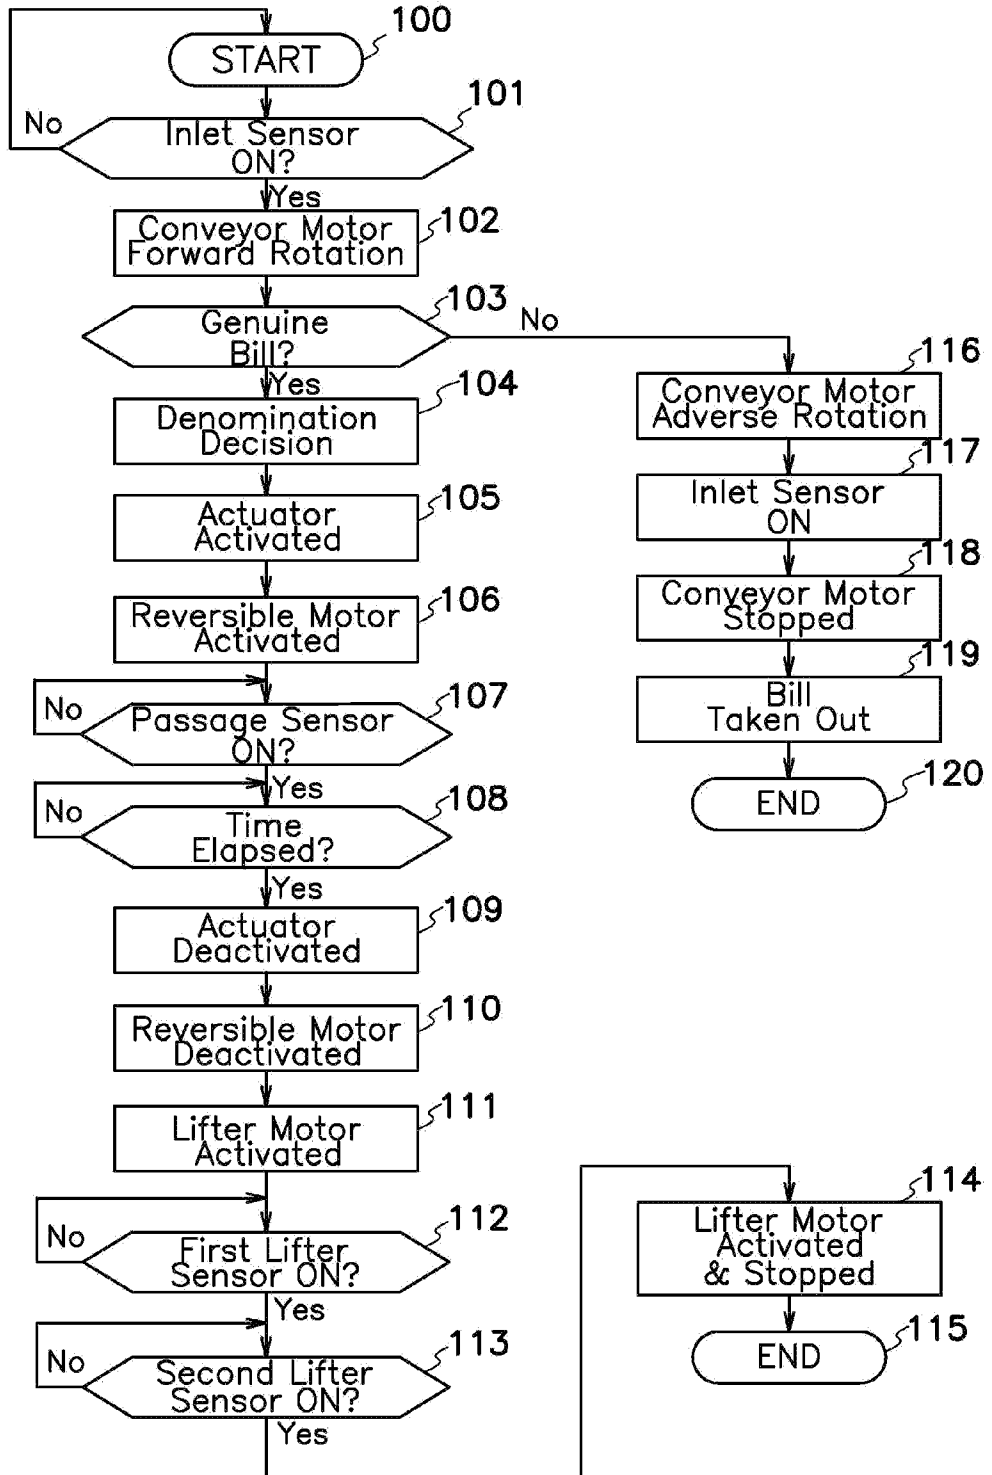 START
100
No
Inlet Sensor
ON?
101
Yes
Conveyor Motor
Forward Rotation
102
Genuine
Bill?
103
No
Yes
Denomination
Decision
104
Actuator
Activated
105
Reversible Motor
Activated
106
No
Passage Sensor
ON?
107
Yes
No
Time
Elapsed?
108
Yes
Actuator
Deactivated
109
Reversible Motor
Deactivated
110
Lifter Motor
Activated
111
No
First Lifter
Sensor ON?
112
Yes
No
Second Lifter
Sensor ON?
113
Yes
Conveyor Motor
Adverse Rotation
116
Inlet Sensor
ON
117
Conveyor Motor
Stopped
118
Bill
Taken Out
119
END
120
Lifter Motor
Activated
& Stopped
114
END
115